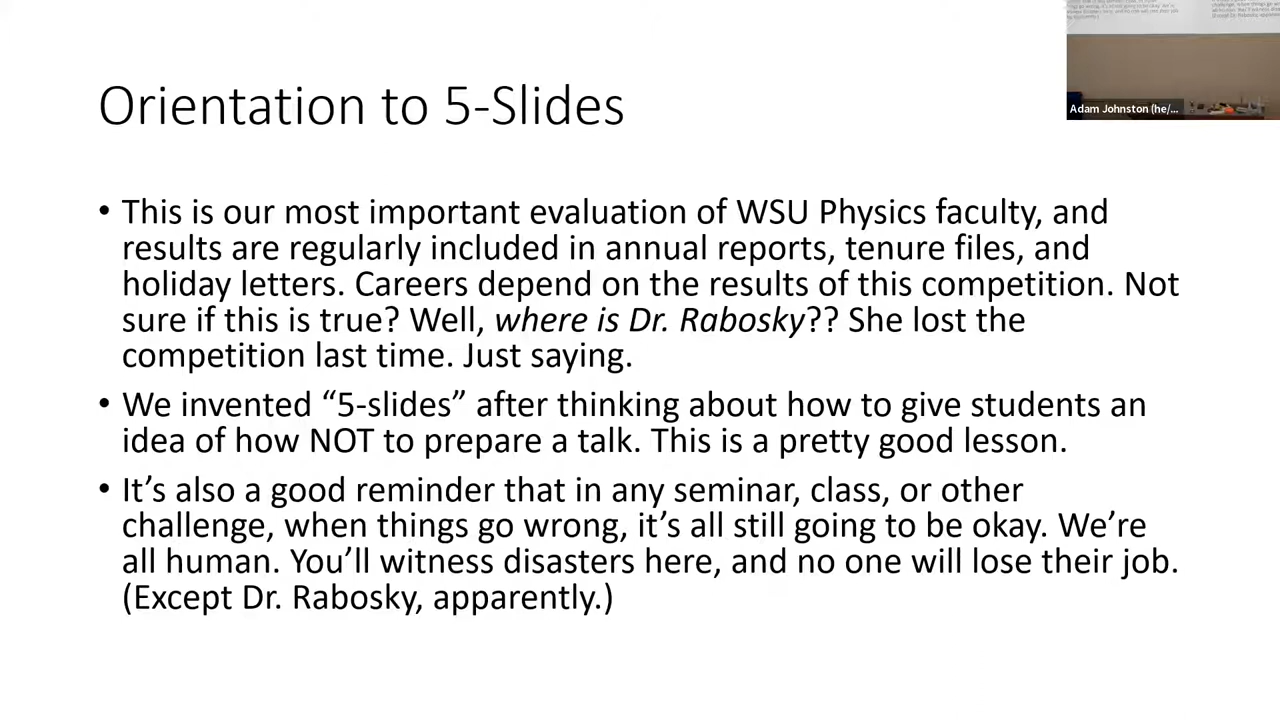 Orientation to 5-Slides
• This is our most important evaluation of WSU Physics faculty, and
results are regularly included in annual reports, tenure files, and
holiday letters. Careers depend on the results of this competition. Not
sure if this is true? Well, where is Dr. Rabosky?? She lost the
competition last time. Just saying.
• We invented “5-slides” after thinking about how to give students an
idea of how NOT to prepare a talk. This is a pretty good lesson.
• It’s also a good reminder that in any seminar, class, or other
challenge, when things go wrong, it’s all still going to be okay. We’re
all human. You’ll witness disasters here, and no one will lose their job.
(Except Dr. Rabosky, apparently.)
Adam Johnston (he/...